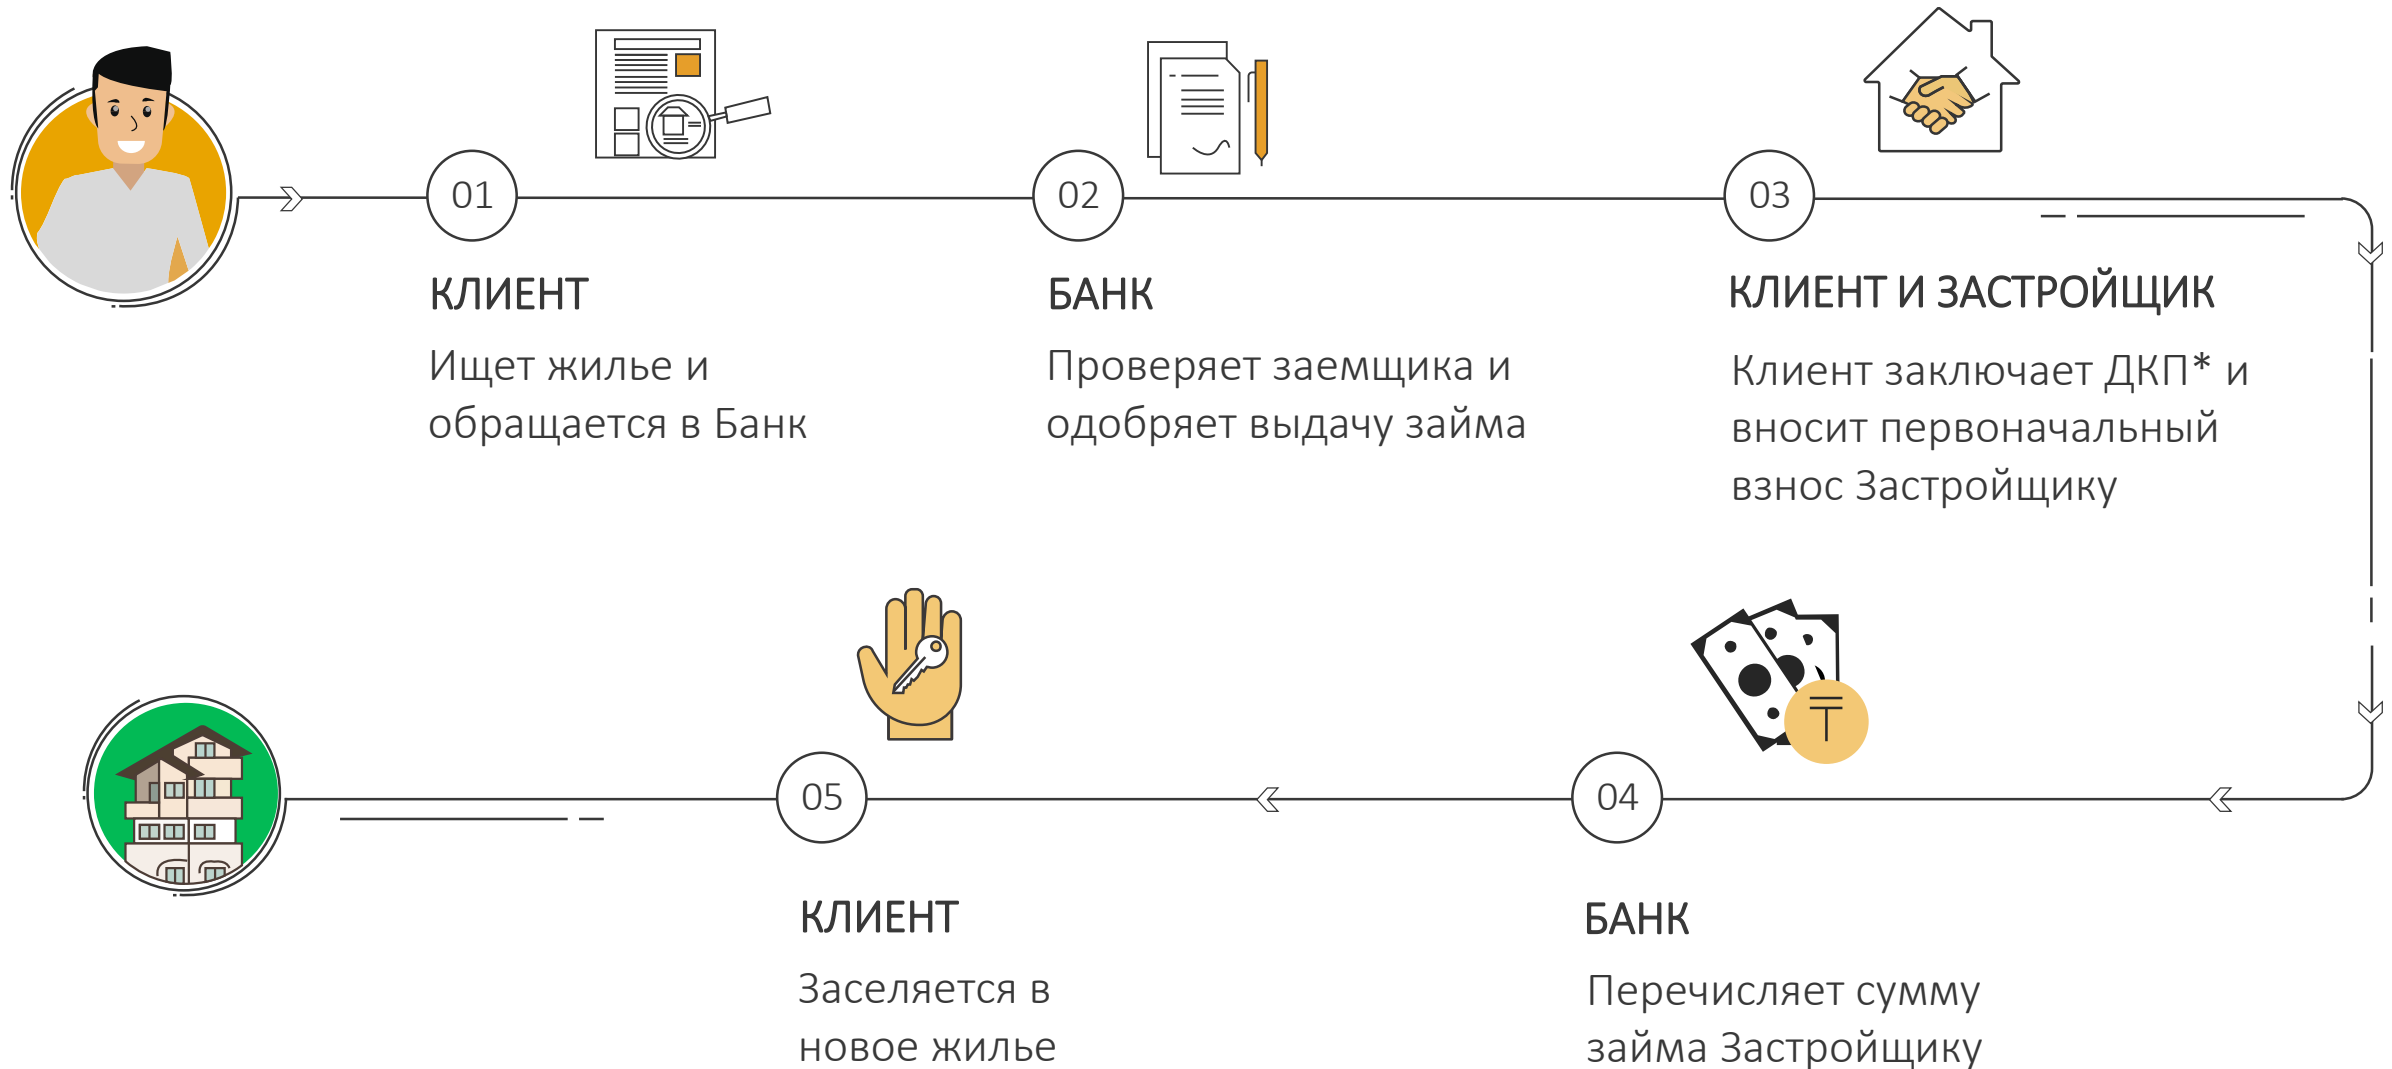 01
КЛИЕНТ
Ищет жилье и
обращается в Банк
02
БАНК
Проверяет заемщика и
одобряет выдачу займа
03
КЛИЕНТ И ЗАСТРОЙЩИК
Клиент заключает ДКП* и
вносит первоначальный
взнос Застройщику
₸
04
БАНК
Перечисляет сумму
займа Застройщику
05
КЛИЕНТ
Заселяется в
новое жилье